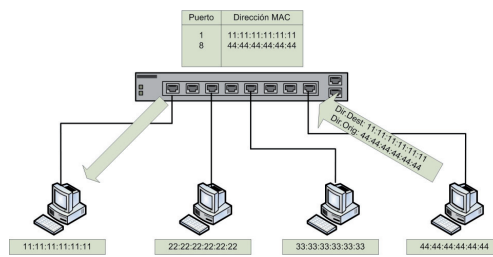 Puerto Dirección MAC
1 11:11:11:11:11:11
8 44:44:44:44:44:44
Dir.Dest: 11:11:11:11:11:11
Dir.Orig: 44:44:44:44:44:44
11:11:11:11:11:11
22:22:22:22:22:22
33:33:33:33:33:33
44:44:44:44:44:44